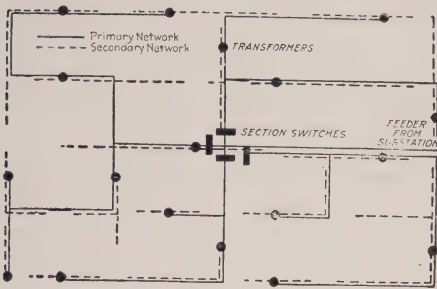 Primary Network
Secondary Network
TRANSFORMERS
SECTION SWITCHES
FEEDER
FROM
SUBSTATION